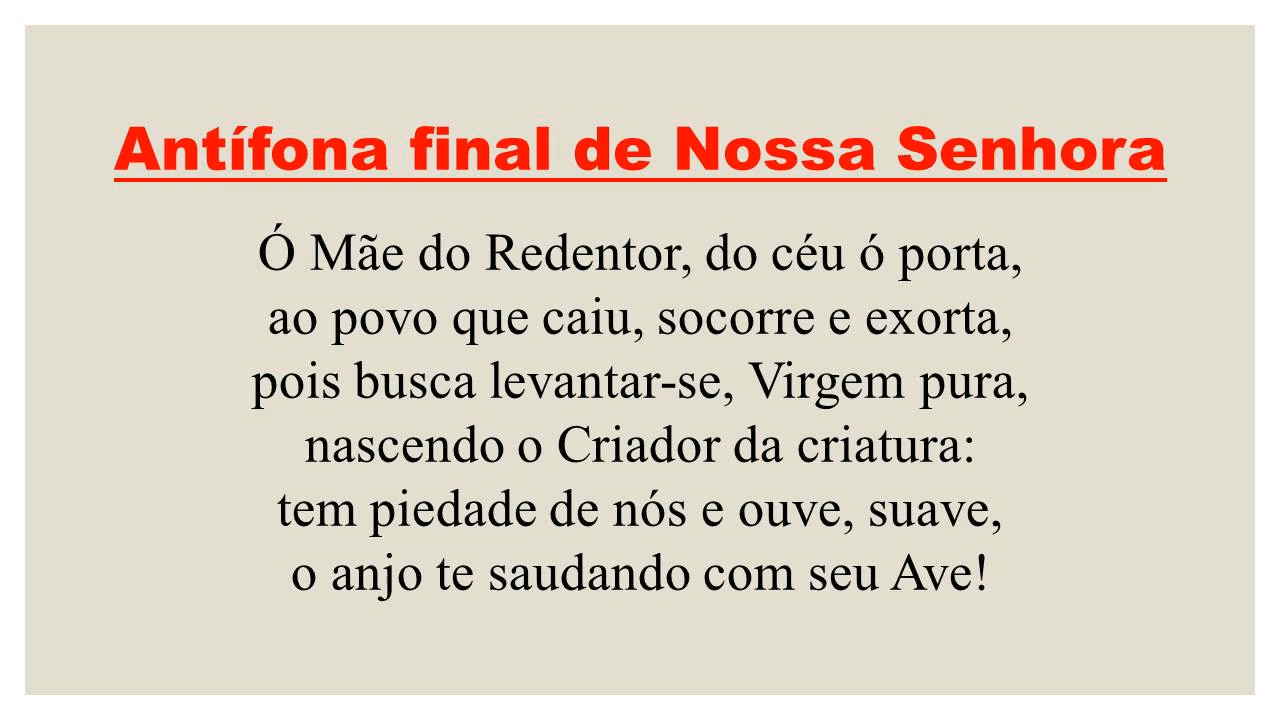 Antífona final de Nossa Senhora
Ó Mãe do Redentor, do céu ó porta,
ao povo que caiu, socorre e exorta,
pois busca levantar-se, Virgem pura,
nascendo o Criador da criatura:
tem piedade de nós e ouve, suave,
o anjo te saudando com seu Ave!